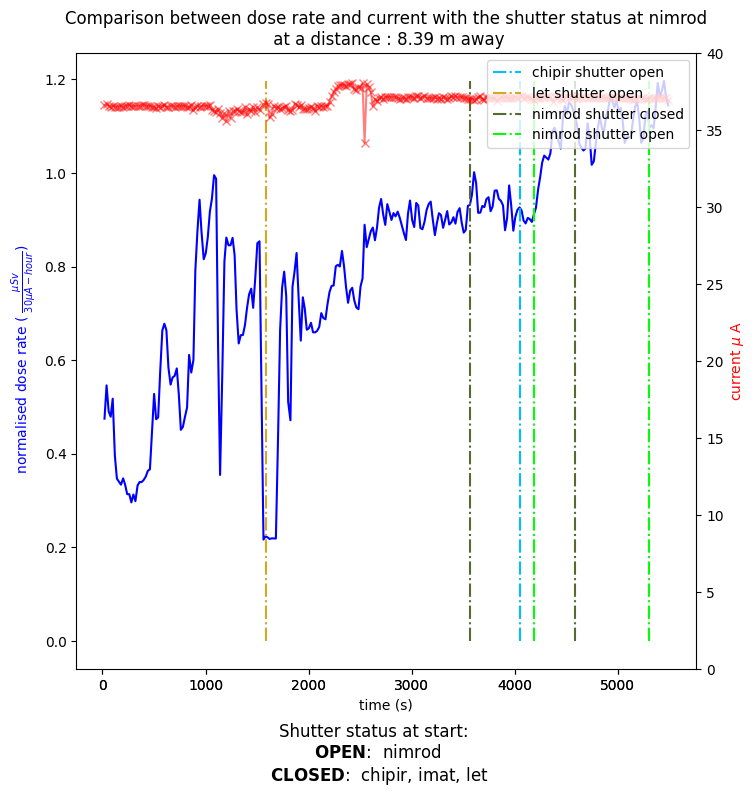 Comparison between dose rate and current with the shutter status at nimrod
at a distance : 8.39 m away
chipir shutter open
let shutter open
nimrod shutter closed
nimrod shutter open
normalised dose rate ( μSv / 30μA − hour )
1.2
1.0
0.8
0.6
0.4
0.2
0.0
40
35
30
25
20
15
10
5
0
current μ A
0 1000 2000 3000 4000 5000
time (s)
Shutter status at start:
OPEN: nimrod
CLOSED: chipir, imat, let